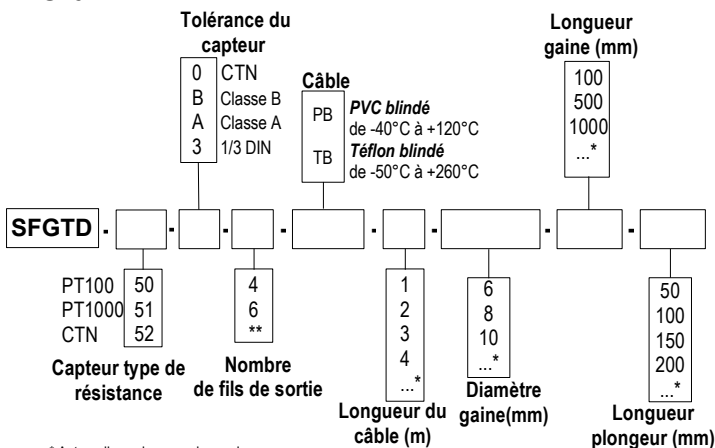 Tolérance du
capteur
0 CTN
B Classe B
A Classe A
3 1/3 DIN
Câble
PB PVC blindé
de -40°C à +120°C
TB Téflon blindé
de -50°C à +260°C
Longueur
gaine (mm)
100
500
1000
...*
SFGTD - - - - - - - -
PT100 50
PT1000 51
CTN 52
Capteur type de
résistance
4
6
**
Nombre
de fils de sortie
1
2
3
4
...*
Longueur du
câble (m)
6
8
10
...*
Diamètre
gaine(mm)
50
100
150
200
...*
Longueur
plongeur (mm)